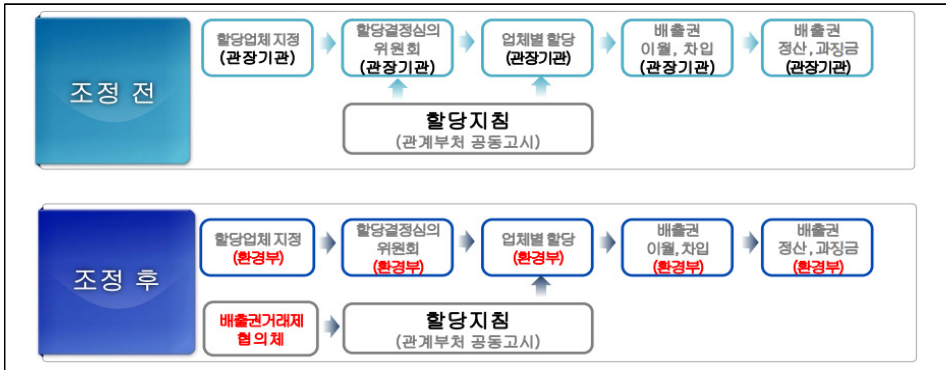 조정 전
할당업체 지정
(관장기관)
할당결정심의
위원회
(관장기관)
업체별 할당
(관장기관)
배출권
이월, 차입
(관장기관)
배출권
정산, 과징금
(관장기관)
할당지침
(관계부처 공동고시)
조정 후
할당업체 지정
(환경부)
할당결정심의
위원회
(환경부)
업체별 할당
(환경부)
배출권
이월, 차입
(환경부)
배출권
정산, 과징금
(환경부)
배출권거래제
협의체
할당지침
(관계부처 공동고시)